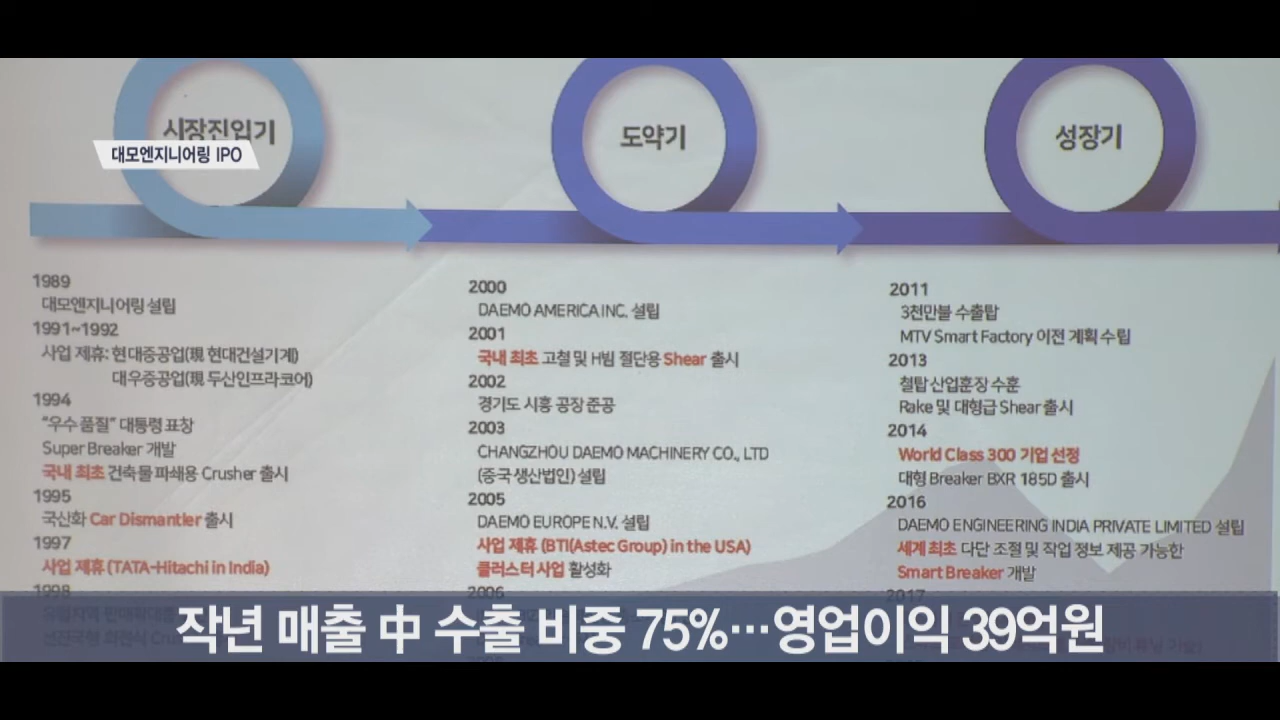 시장진입기
대모엔지니어링 IPO
도약기
성장기
1989
대모엔지니어링 설립
1991~1992
사업 제휴: 현대중공업(現 현대건설기계)
대우중공업(現 두산인프라코어)
1994
“우수 품질” 대통령 표창
Super Breaker 개발
국내 최초 건축물 파쇄용 Crusher 출시
1995
국산화 Car Dismantler 출시
1997
사업 제휴 (TATA-Hitachi in India)
1998
2000
DAEMO AMERICA INC. 설립
2001
국내 최초 고철 및 H빔 절단용 Shear 출시
2002
경기도 시흥 공장 준공
2003
CHANGZHOU DAEMO MACHINERY CO., LTD
(중국 생산법인) 설립
2005
DAEMO EUROPE N.V. 설립
사업 제휴 (BTI(Astec Group) in the USA)
클러스터 사업 활성화
2006
2011
3천만불 수출탑
MTV Smart Factory 이전 계획 수립
2013
철탑 산업훈장 수훈
Rake 및 대형급 Shear 출시
2014
World Class 300 기업 선정
대형 Breaker BXR 185D 출시
2016
DAEMO ENGINEERING INDIA PRIVATE LIMITED 설립
세계 최초 다단 조절 및 작업 정보 제공 가능한
Smart Breaker 개발
2017
작년 매출 中 수출 비중 75%…영업이익 39억원